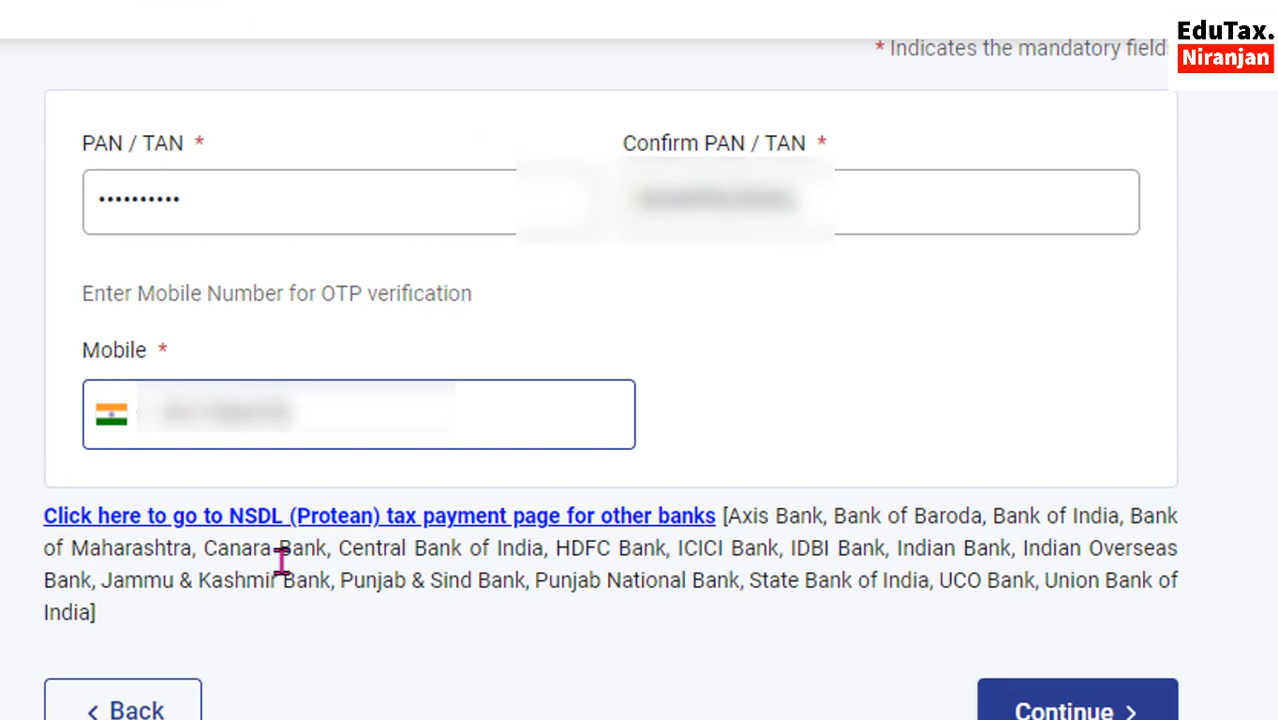 EduTax.
Niranjan
* Indicates the mandatory field
PAN / TAN *
Confirm PAN / TAN *
••••••••••
Enter Mobile Number for OTP verification
Mobile *
Click here to go to NSDL (Protean) tax payment page for other banks [Axis Bank, Bank of Baroda, Bank of India, Bank
of Maharashtra, Canara Bank, Central Bank of India, HDFC Bank, ICICI Bank, IDBI Bank, Indian Bank, Indian Overseas
Bank, Jammu & Kashmir Bank, Punjab & Sind Bank, Punjab National Bank, State Bank of India, UCO Bank, Union Bank of
India]
< Back
Continue >